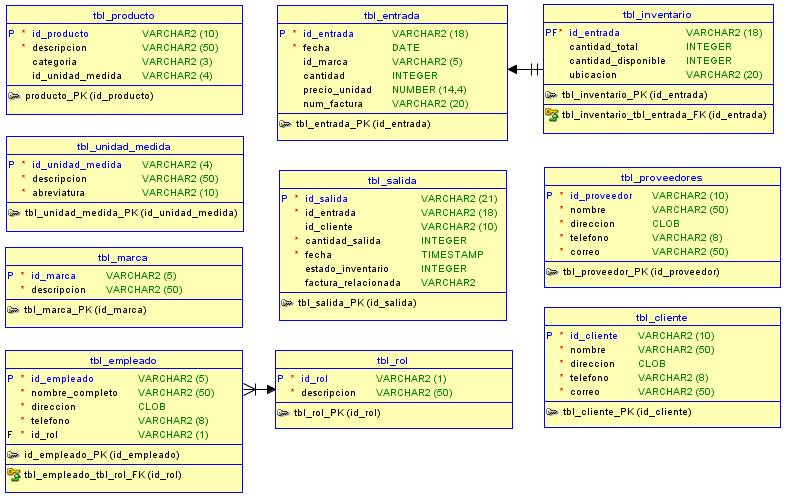 tbl_producto
P * id_producto VARCHAR2 (10)
* descripcion VARCHAR2 (50)
categoria VARCHAR2 (3)
id_unidad_medida VARCHAR2 (4)
producto_PK (id_producto)
tbl_entrada
P * id_entrada VARCHAR2 (18)
* fecha DATE
id_marca VARCHAR2 (5)
cantidad INTEGER
precio_unidad NUMBER (14,4)
num_factura VARCHAR2 (20)
tbl_entrada_PK (id_entrada)
tbl_inventario
PF* id_entrada VARCHAR2 (18)
cantidad_total INTEGER
cantidad_disponible INTEGER
ubicacion VARCHAR2 (20)
tbl_inventario_PK (id_entrada)
tbl_inventario_tbl_entrada_FK (id_entrada)
tbl_unidad_medida
P * id_unidad_medida VARCHAR2 (4)
* descripcion VARCHAR2 (50)
* abreviatura VARCHAR2 (10)
tbl_unidad_medida_PK (id_unidad_medida)
tbl_salida
P * id_salida VARCHAR2 (21)
* id_entrada VARCHAR2 (18)
id_cliente VARCHAR2 (10)
* cantidad_salida INTEGER
* fecha TIMESTAMP
estado_inventario INTEGER
factura_relacionada VARCHAR2
tbl_salida_PK (id_salida)
tbl_proveedores
P * id_proveedor VARCHAR2 (10)
* nombre VARCHAR2 (50)
* direccion CLOB
* telefono VARCHAR2 (8)
* correo VARCHAR2 (50)
tbl_proveedor_PK (id_proveedor)
tbl_marca
P * id_marca VARCHAR2 (5)
* descripcion VARCHAR2 (50)
tbl_marca_PK (id_marca)
tbl_empleado
P * id_empleado VARCHAR2 (5)
* nombre_completo VARCHAR2 (50)
* direccion CLOB
* telefono VARCHAR2 (8)
F * id_rol VARCHAR2 (1)
id_empleado_PK (id_empleado)
tbl_empleado_tbl_rol_FK (id_rol)
tbl_rol
P * id_rol VARCHAR2 (1)
* descripcion VARCHAR2 (50)
tbl_rol_PK (id_rol)
tbl_cliente
P * id_cliente VARCHAR2 (10)
* nombre VARCHAR2 (50)
* direccion CLOB
* telefono VARCHAR2 (8)
* correo VARCHAR2 (50)
tbl_cliente_PK (id_cliente)